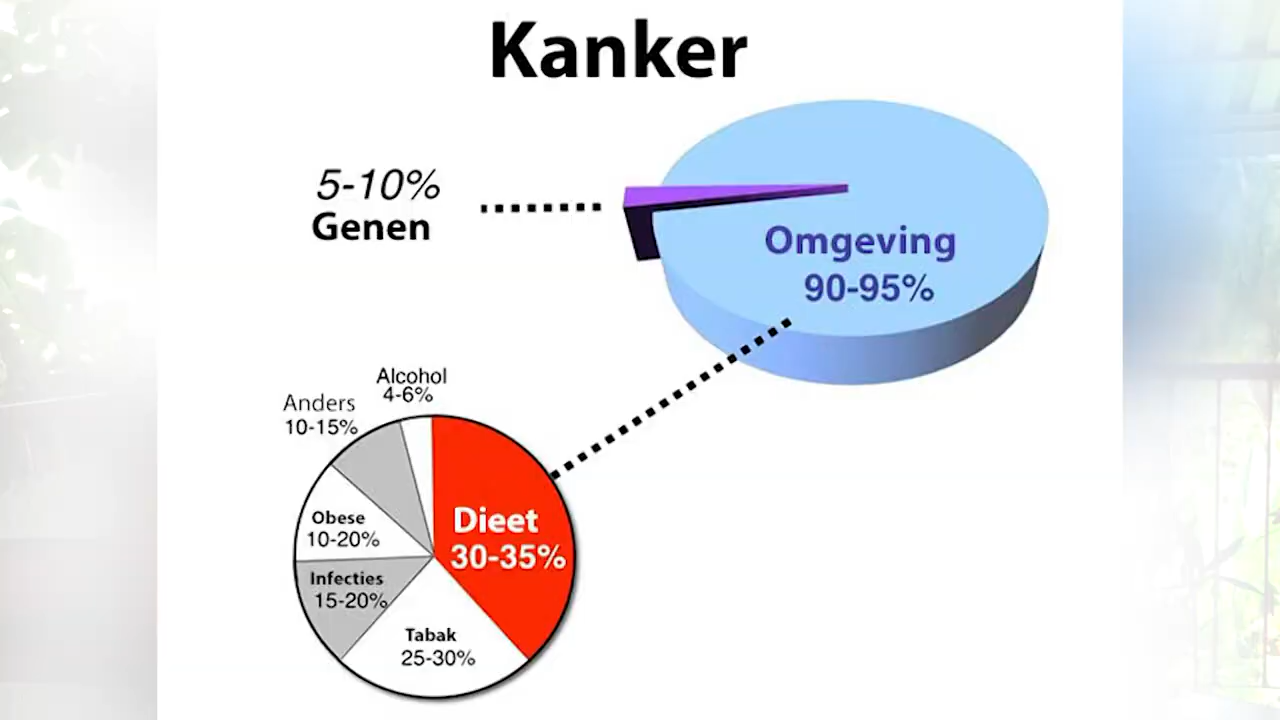 Kanker
5-10%
Genen
Omgeving
90-95%
Alcohol
4-6%
Anders
10-15%
Obese
10-20%
Dieet
30-35%
Infecties
15-20%
Tabak
25-30%